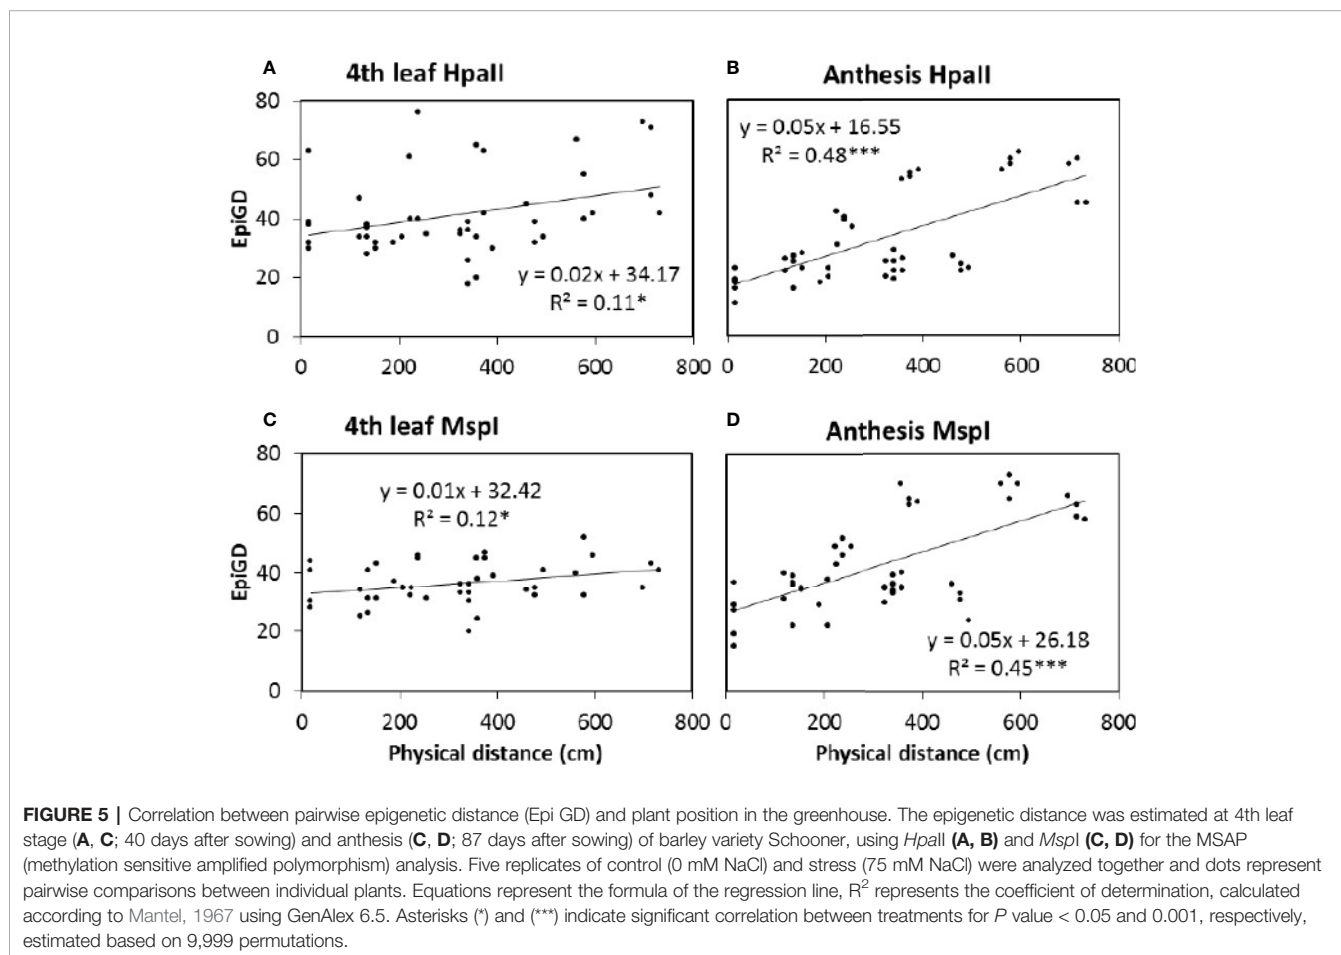 A
4th leaf HpaII
80
60
40
20
0
EpiGD
y = 0.02x + 34.17
R² = 0.11*
0 200 400 600 800
B
Anthesis HpaII
y = 0.05x + 16.55
R² = 0.48***
0 200 400 600 800
C
4th leaf MspI
80
60
40
20
0
EpiGD
y = 0.01x + 32.42
R² = 0.12*
0 200 400 600 800
Physical distance (cm)
D
Anthesis MspI
y = 0.05x + 26.18
R² = 0.45***
0 200 400 600 800
Physical distance (cm)
FIGURE 5 | Correlation between pairwise epigenetic distance (Epi GD) and plant position in the greenhouse. The epigenetic distance was estimated at 4th leaf
stage (A, C; 40 days after sowing) and anthesis (C, D; 87 days after sowing) of barley variety Schooner, using HpaII (A, B) and MspI (C, D) for the MSAP
(methylation sensitive amplified polymorphism) analysis. Five replicates of control (0 mM NaCl) and stress (75 mM NaCl) were analyzed together and dots represent
pairwise comparisons between individual plants. Equations represent the formula of the regression line, R² represents the coefficient of determination, calculated
according to Mantel, 1967 using GenAlex 6.5. Asterisks (*) and (***) indicate significant correlation between treatments for P value < 0.05 and 0.001, respectively,
estimated based on 9,999 permutations.